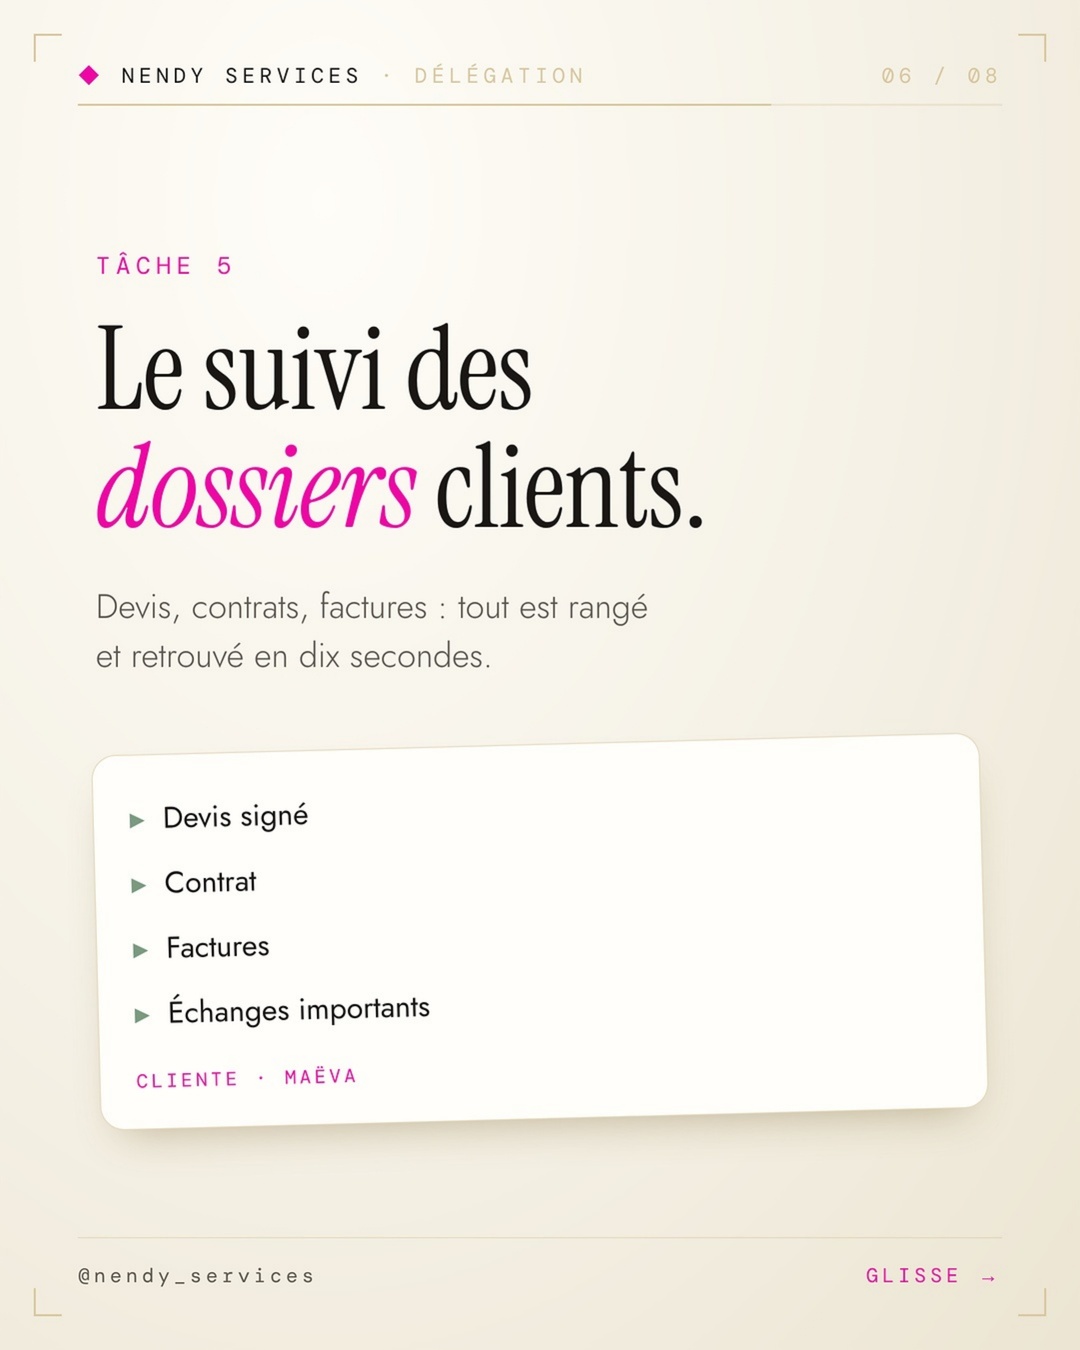 ◆ NENDY SERVICES · DÉLÉGATION 06 / 08
TÂCHE 5
Le suivi des
dossiers clients.
Devis, contrats, factures : tout est rangé
et retrouvé en dix secondes.
▶ Devis signé
▶ Contrat
▶ Factures
▶ Échanges importants
CLIENTE · MAËVA
@nendy_services GLISSE →